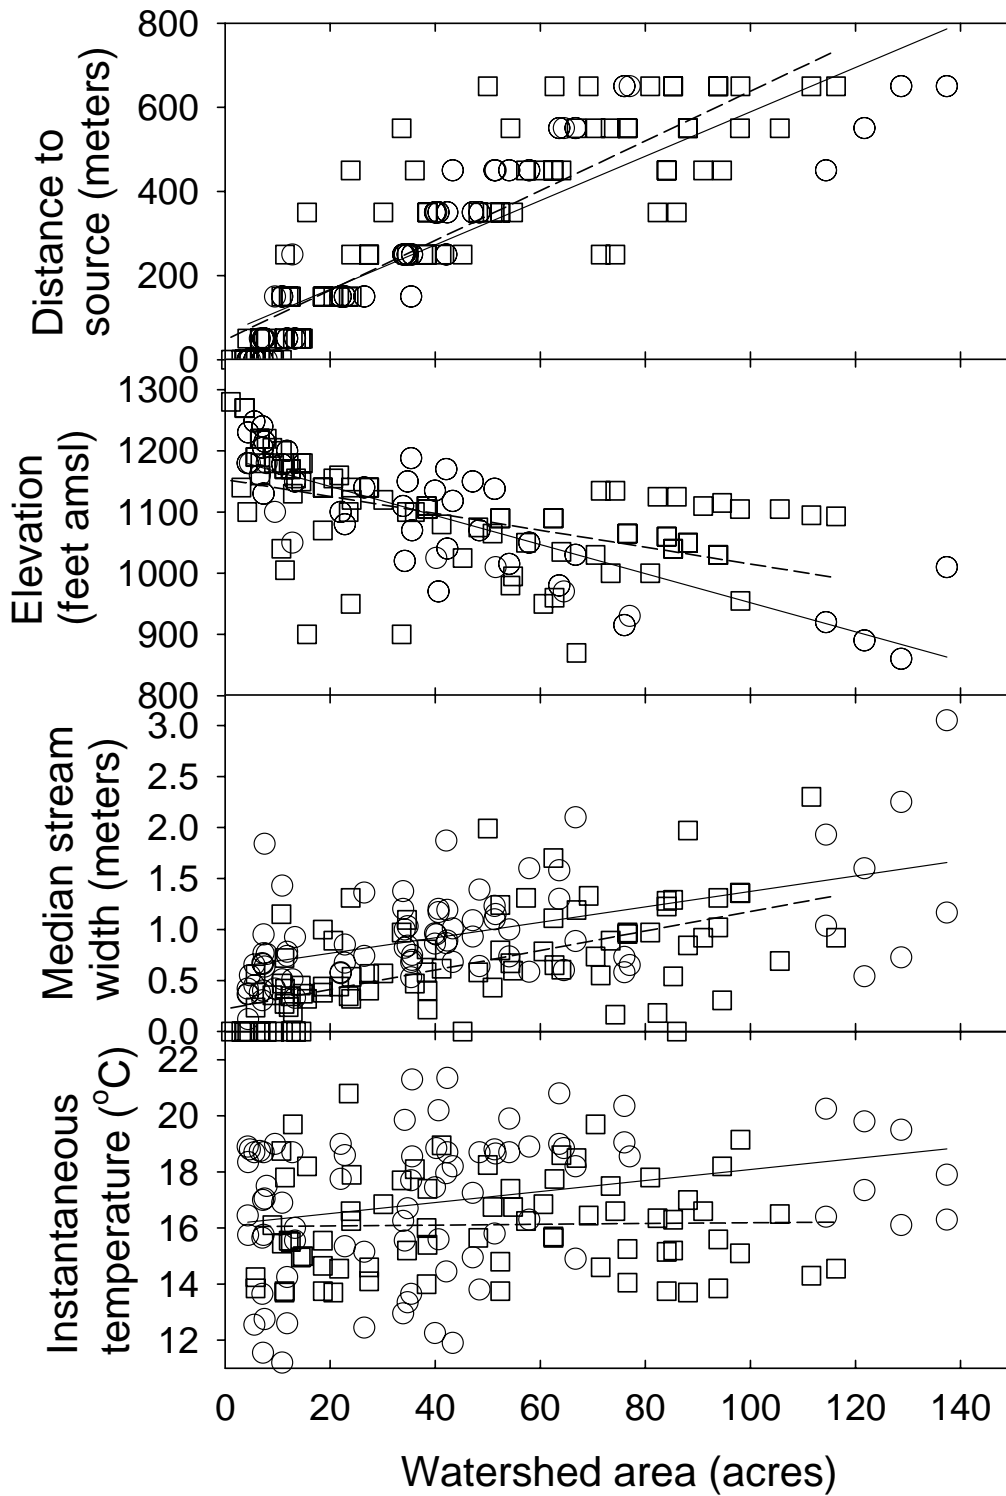 Distance to
source (meters)
800
600
400
200
0
Elevation
(feet amsl)
1300
1200
1100
1000
900
800
Median stream
width (meters)
3.0
2.5
2.0
1.5
1.0
0.5
0.0
Instantaneous
temperature (°C)
22
20
18
16
14
12
0 20 40 60 80 100 120 140
Watershed area (acres)